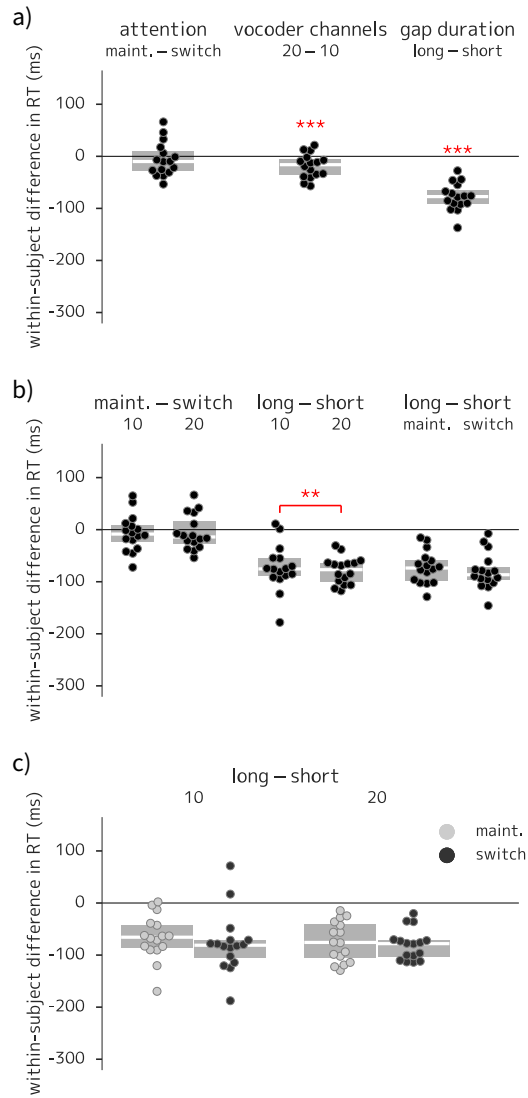 a)
attention vocoder channels gap duration
maint. – switch 20 – 10 long – short
within-subject difference in RT (ms)
100
*** 
0
***
-100
-200
-300
b)
maint. – switch long – short long – short
10 20 10 20 maint. switch
within-subject difference in RT (ms)
100
**
0
-100
-200
-300
c)
long – short
10 20
within-subject difference in RT (ms)
maint.
100
switch
0
-100
-200
-300